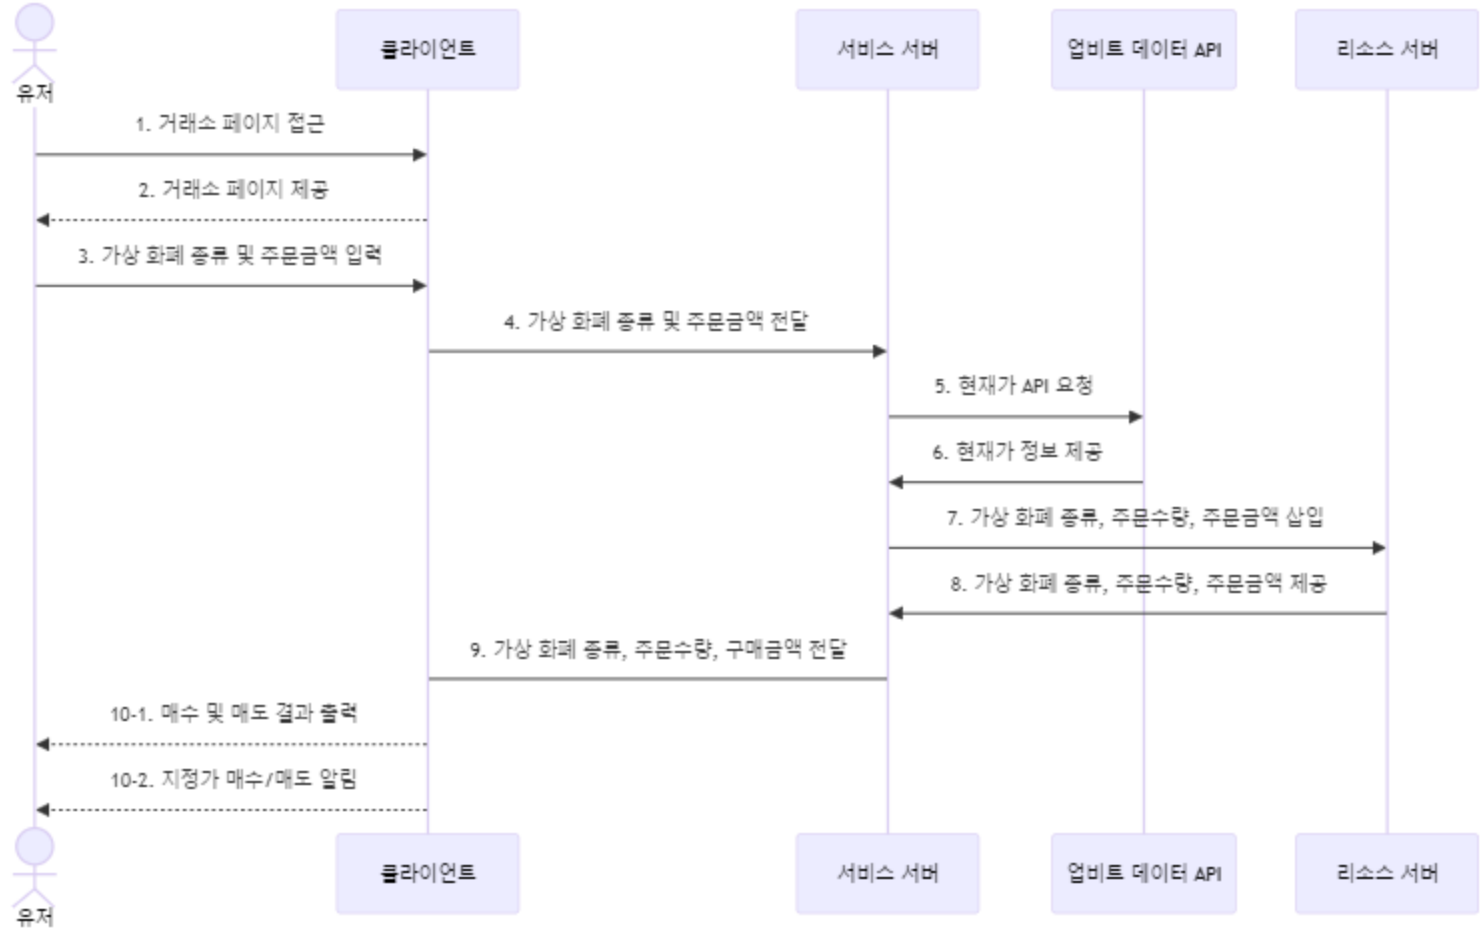 유저
클라이언트
서비스 서버
업비트 데이터 API
리소스 서버
1. 거래소 페이지 접근
2. 거래소 페이지 제공
3. 가상 화폐 종류 및 주문금액 입력
4. 가상 화폐 종류 및 주문금액 전달
5. 현재가 API 요청
6. 현재가 정보 제공
7. 가상 화폐 종류, 주문수량, 주문금액 삽입
8. 가상 화폐 종류, 주문수량, 주문금액 제공
9. 가상 화폐 종류, 주문수량, 구매금액 전달
10-1. 매수 및 매도 결과 출력
10-2. 지정가 매수/매도 알림
유저
클라이언트
서비스 서버
업비트 데이터 API
리소스 서버